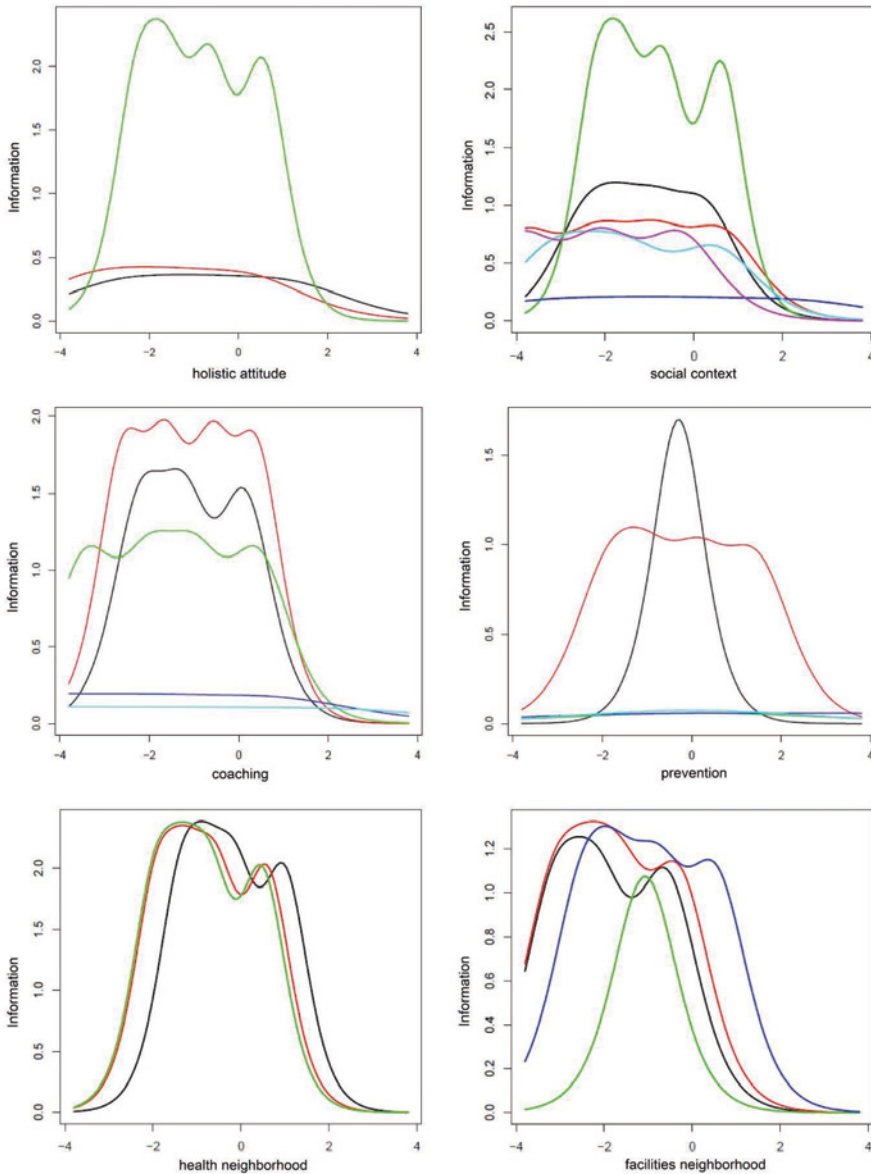 Information
2.0
1.5
1.0
0.5
0.0
−4 −2 0 2 4
holistic attitude
Information
2.5
2.0
1.5
1.0
0.5
0.0
−4 −2 0 2 4
social context
Information
2.0
1.5
1.0
0.5
0.0
−4 −2 0 2 4
coaching
Information
1.5
1.0
0.5
0.0
−4 −2 0 2 4
prevention
Information
2.0
1.5
1.0
0.5
0.0
−4 −2 0 2 4
health neighborhood
Information
1.2
1.0
0.8
0.6
0.4
0.2
0.0
−4 −2 0 2 4
facilities neighborhood